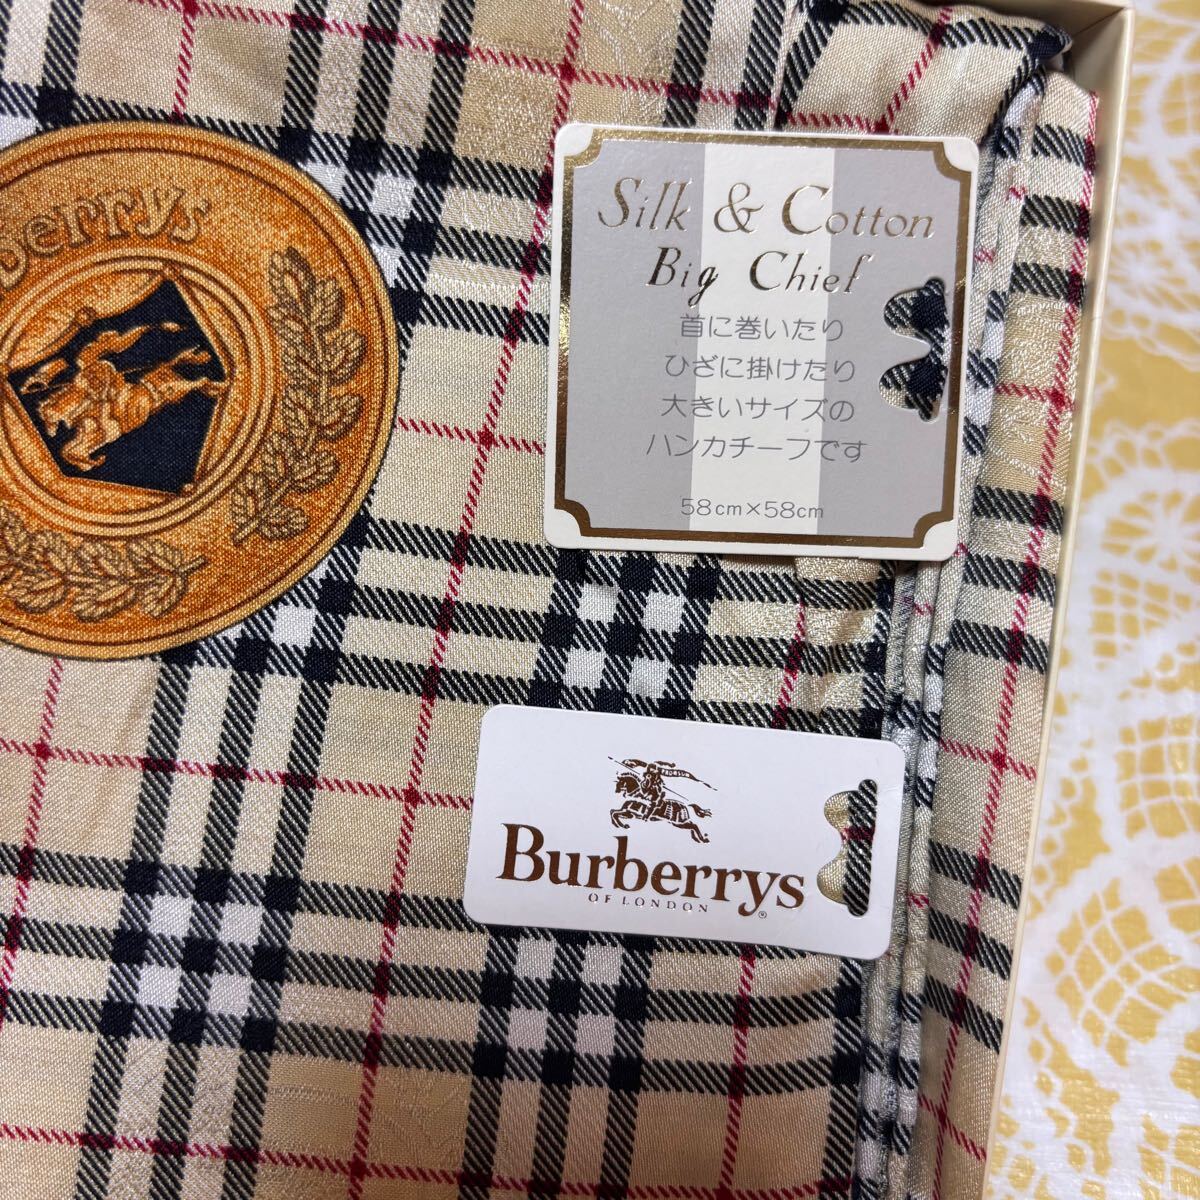 Berrys
Silk & Cotton
Big Chief
首に巻いたり
ひざに掛けたり
大きいサイズの
ハンカチーフです
58cm×58cm
PRORSUM
Burberrys®
OF LONDON